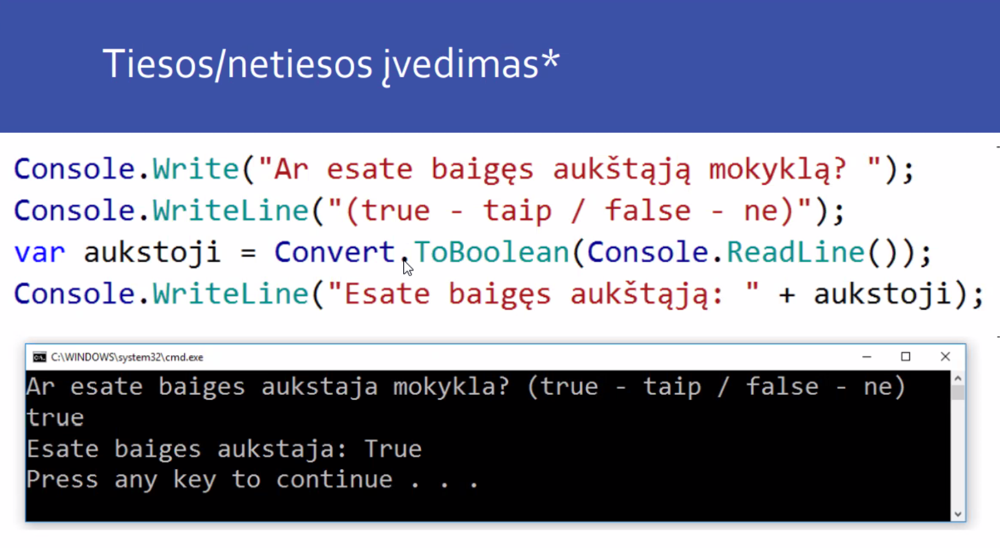 Tiesos/netiesos įvedimas*
Console.Write("Ar esate baigęs aukštąją mokyklą? ");
Console.WriteLine("(true - taip / false - ne)");
var aukstoji = Convert.ToBoolean(Console.ReadLine());
Console.WriteLine("Esate baigęs aukštąją: " + aukstoji);
C:\WINDOWS\system32\cmd.exe
Ar esate baiges aukstaja mokykla? (true - taip / false - ne)
true
Esate baiges aukstaja: True
Press any key to continue . . .